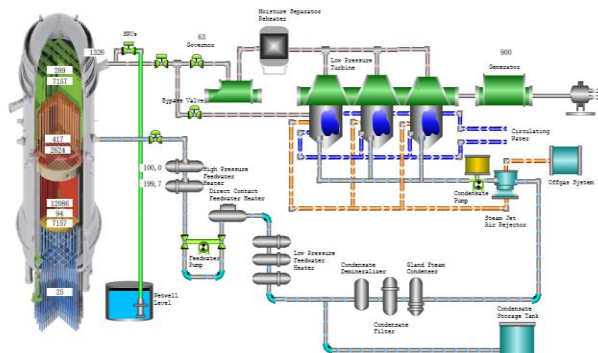 SRVs
1326
63
Governor
Moisture Separator
Reheater
Low Pressure
Turbine
900
Generator
289
7157
Bypass Valve
417
2624
100,0
199,7
High Pressure
Feedwater
Heater
Direct Contact
Feedwater Heater
Circulating
Water
Condensate
Pump
Steam Jet
Air Rejector
Offgas System
12086
94
7157
25
Feedwater
Pump
Low Pressure
Feedwater
Heater
Condensate
Demineralizer
Gland Steam
Condenser
Condensate
Filter
Condensate
Storage Tank
Wetwell
Level